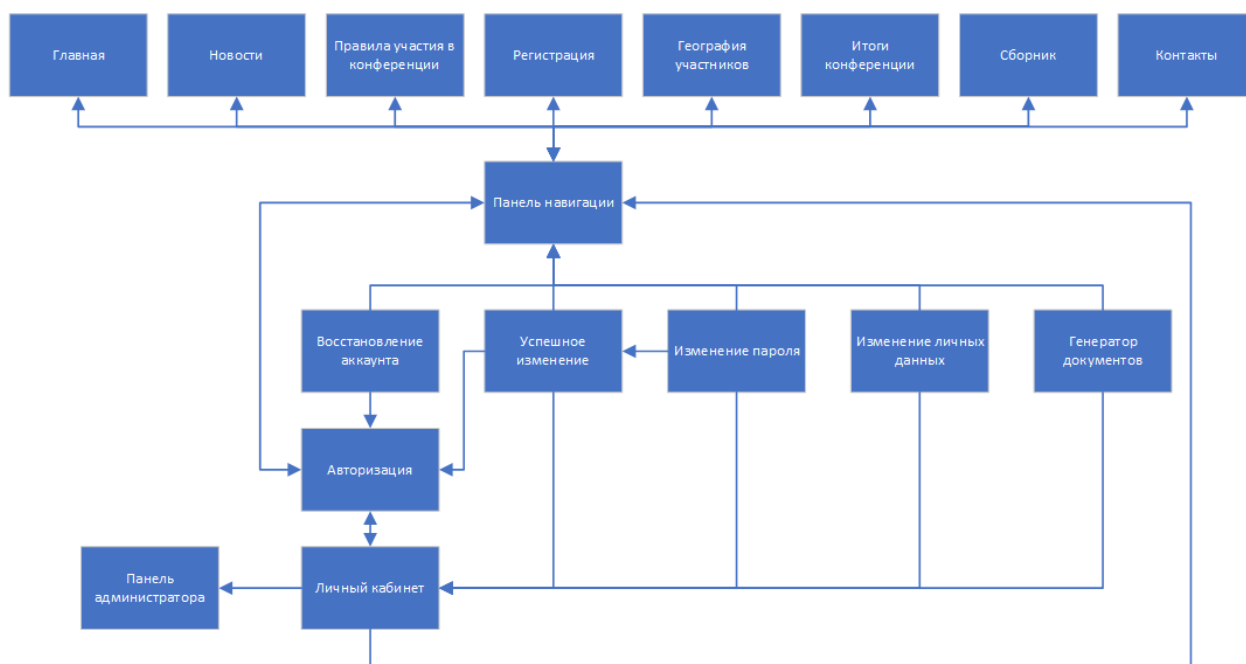 Главная
Новости
Правила участия в
конференции
Регистрация
География
участников
Итоги
конференции
Сборник
Контакты
Панель навигации
Восстановление
аккаунта
Успешное
изменение
Изменение пароля
Изменение личных
данных
Генератор
документов
Авторизация
Панель
администратора
Личный кабинет